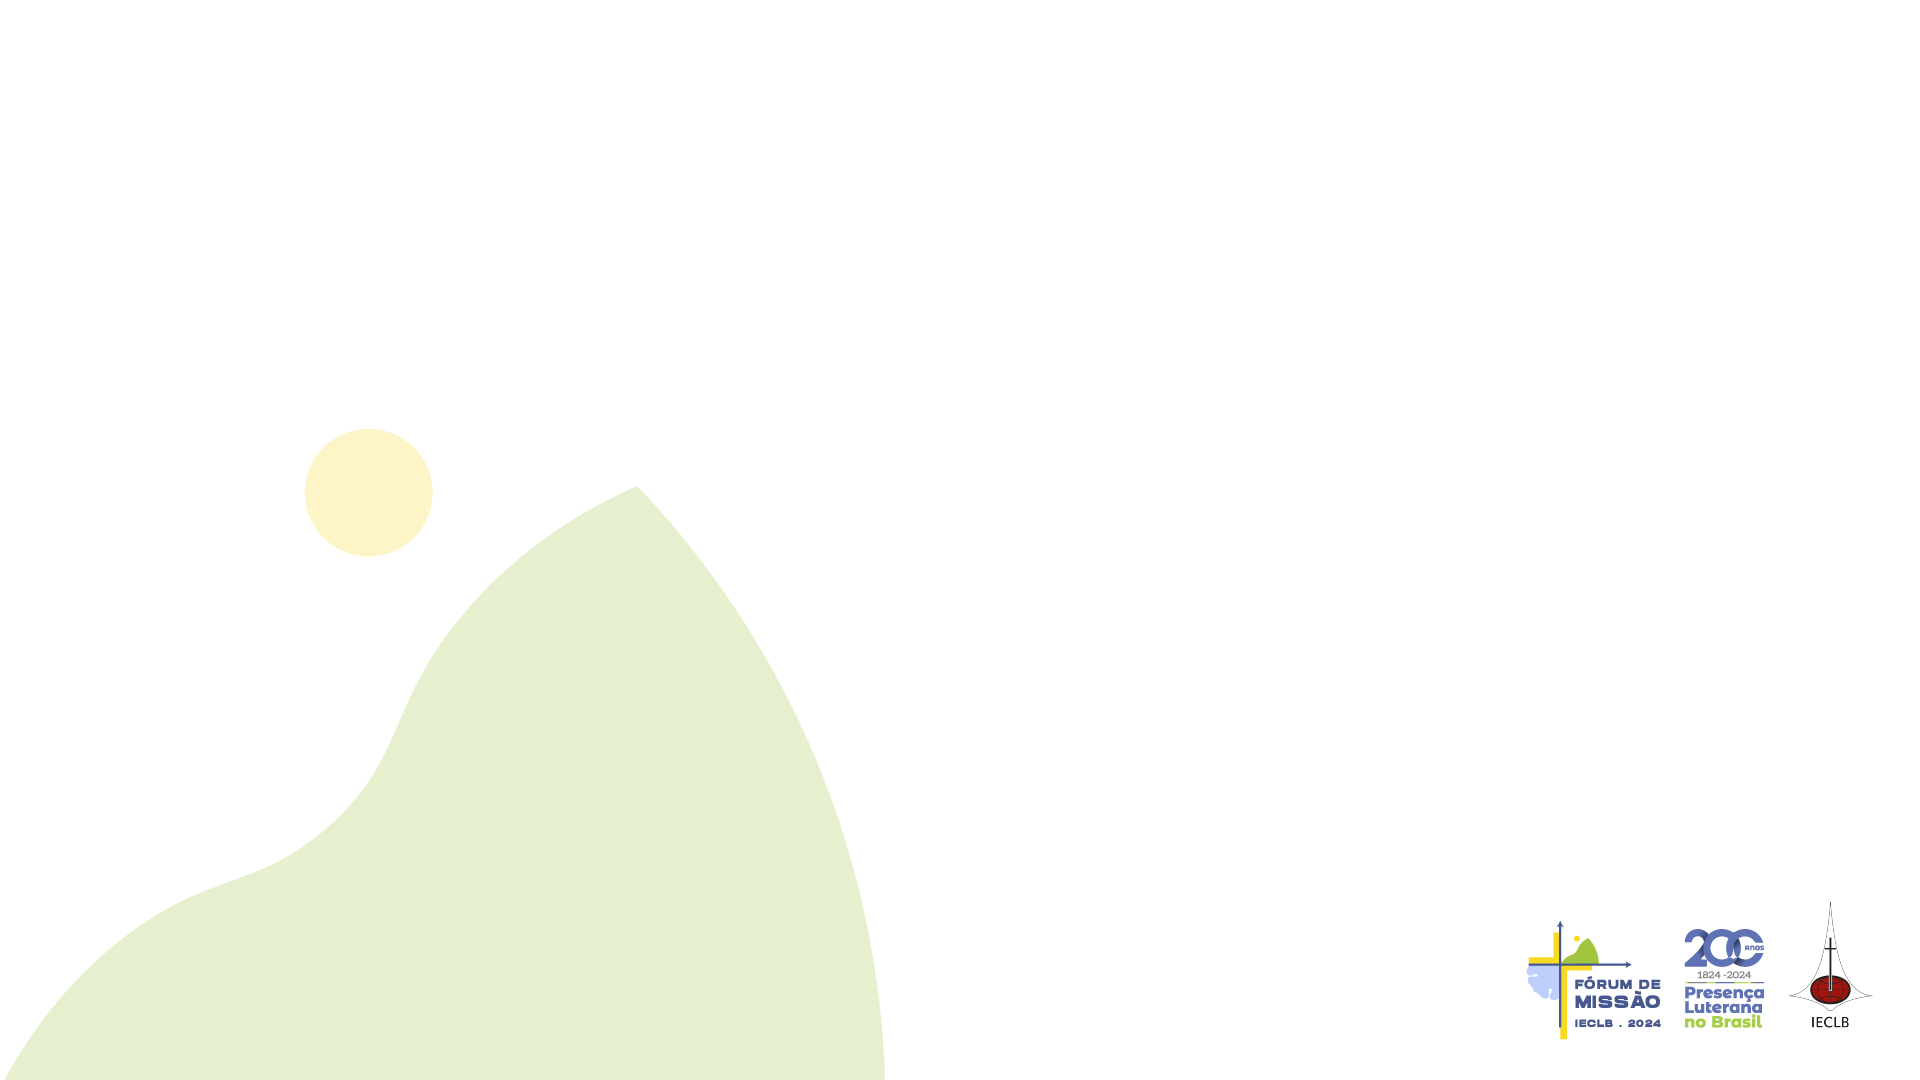 FÓRUM DE
MISSÃO
IECLB . 2024
200 anos
1824 -2024
Presença
Luterana
no Brasil
IECLB